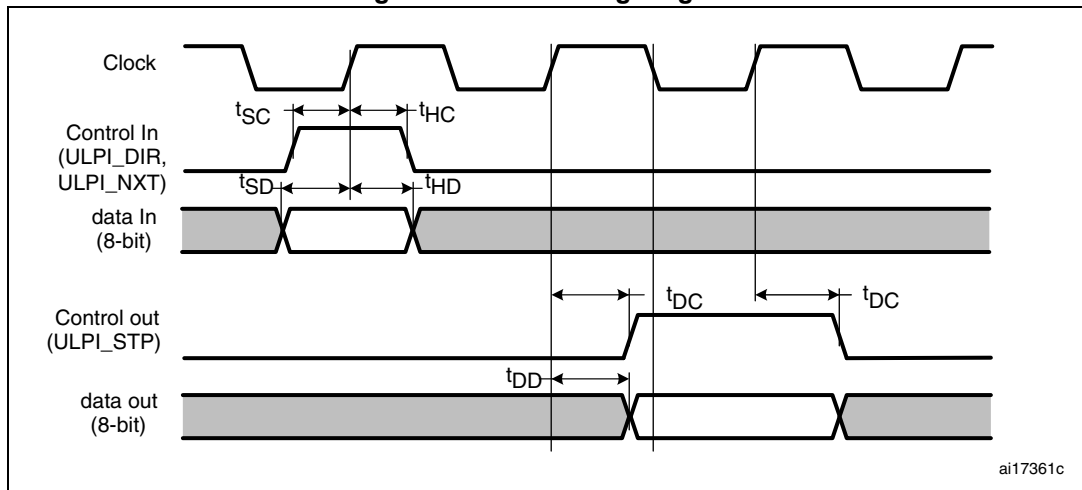 Clock
tSC
tHC
Control In
(ULPI_DIR,
ULPI_NXT)
tSD
tHD
data In
(8-bit)
tDC
tDC
Control out
(ULPI_STP)
tDD
data out
(8-bit)
ai17361c